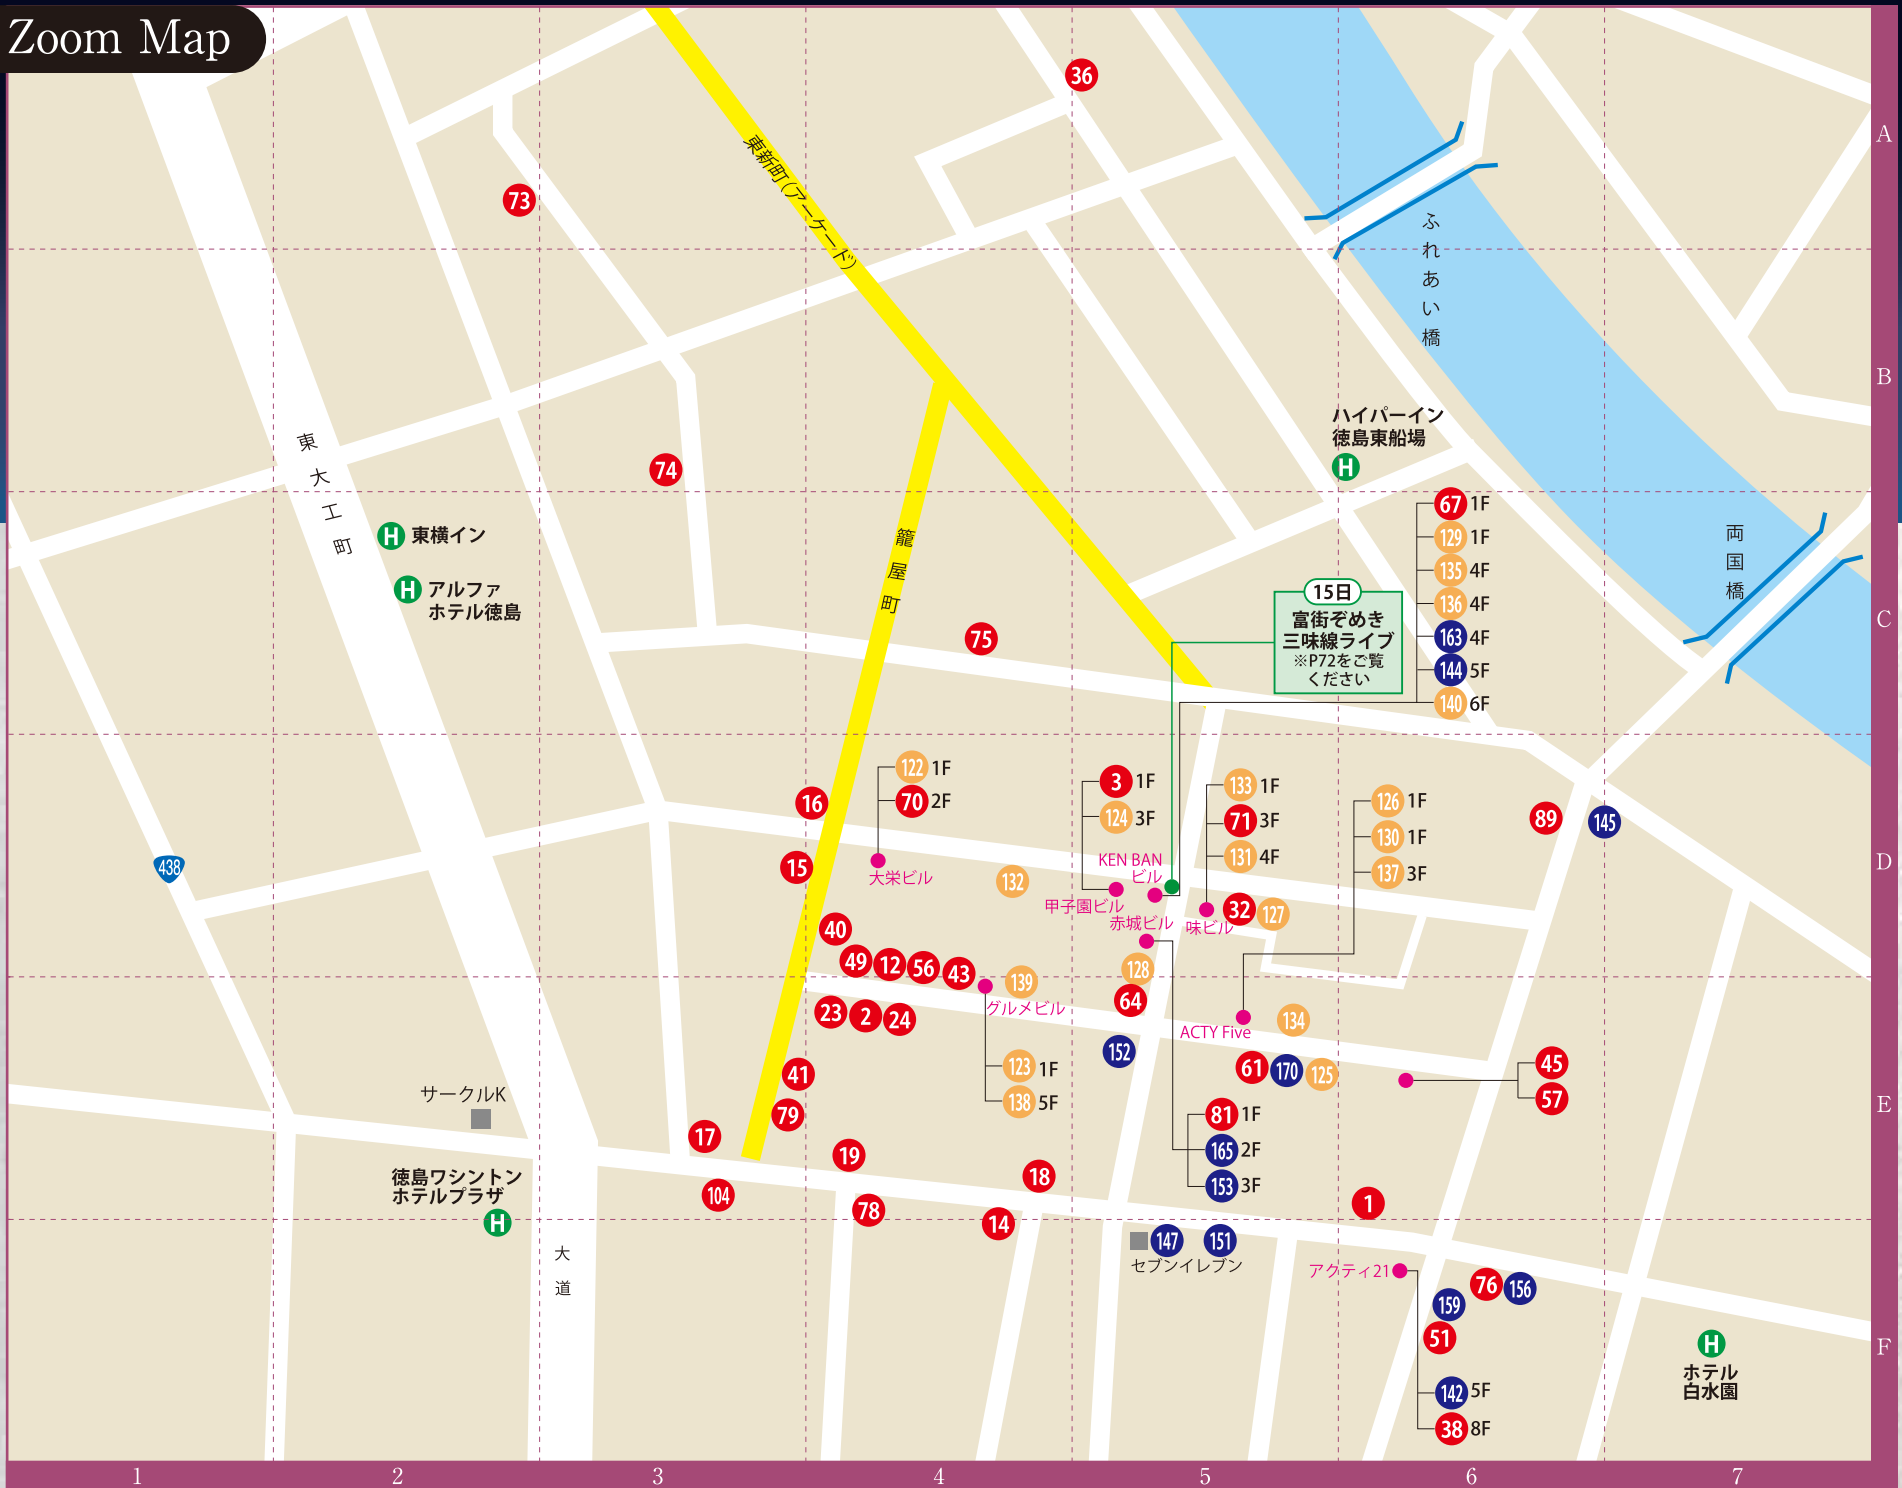 Zoom Map
36
A
73
東新町(アーケード)
ふれあい橋
B
ハイパーイン
徳島東船場
H
東大工町
74
67 1F
129 1F
135 4F
136 4F
163 4F
144 5F
140 6F
H 東横イン
H アルファ
ホテル徳島
籠屋町
両国橋
15日
富街ぞめき
三味線ライブ
※P72をご覧
ください
C
75
122 1F
70 2F
大栄ビル
3 1F
124 3F
甲子園ビル
KEN BAN
ビル
133 1F
71 3F
131 4F
味ビル
126 1F
130 1F
137 3F
89
145
16
15
438
132
D
赤城ビル
32
127
40
49
12
56
43
139
128
64
グルメビル
23
2
24
ACTY Five
134
152
123 1F
138 5F
61
170
125
45
57
41
79
サークルK
E
81 1F
165 2F
153 3F
17
19
18
104
78
14
1
徳島ワシントン
ホテルプラザ
H
大道
147
151
セブンイレブン
アクティ21
76
156
159
51
142 5F
38 8F
H
ホテル
白水園
F
1 2 3 4 5 6 7